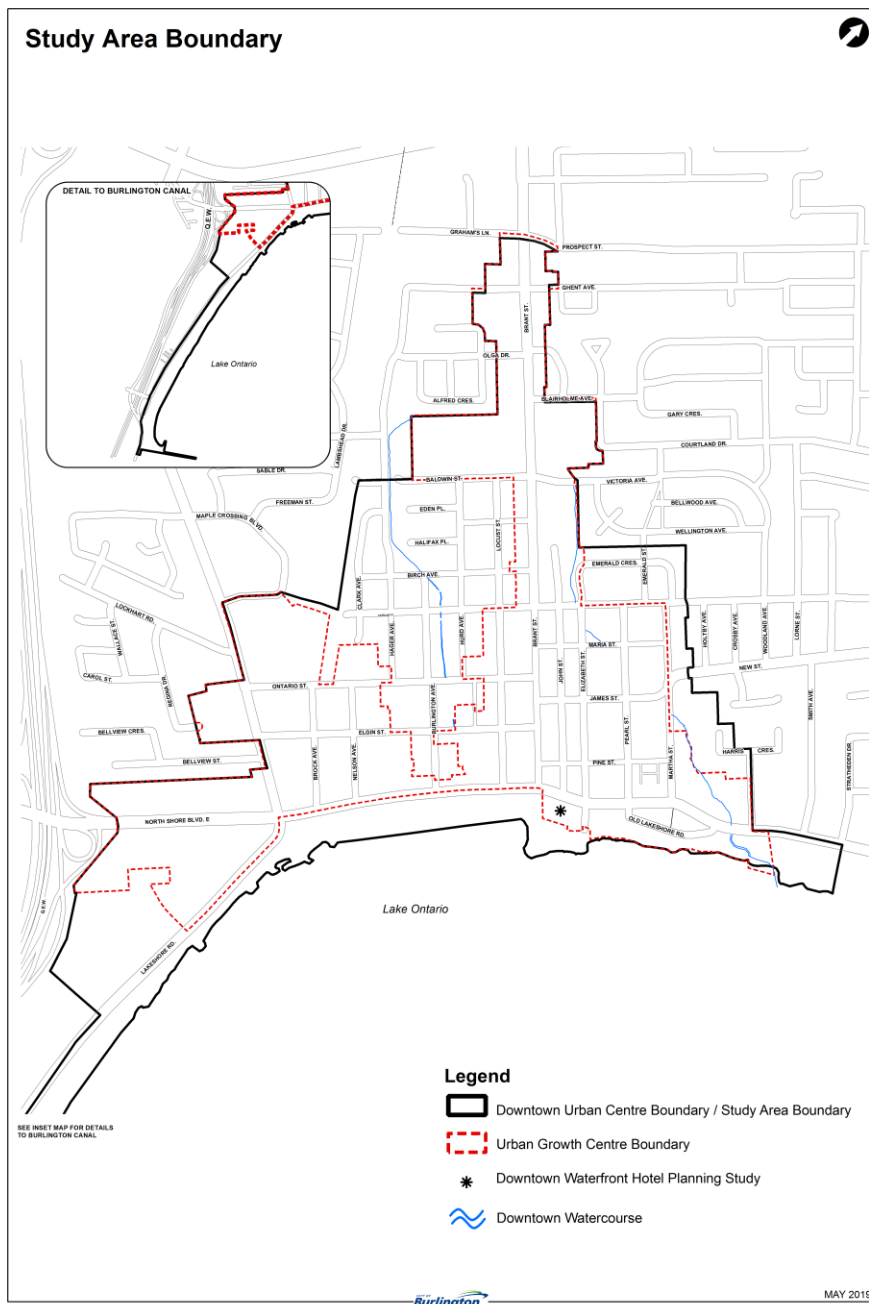 Study Area Boundary
DETAIL TO BURLINGTON CANAL
Q.E.W.
Lake Ontario
GRAHAM'S LN.
PROSPECT ST.
GHENT AVE.
BRANT ST.
OLGA DR.
ALFRED CRES.
BLAIRHOLME AVE.
GARY CRES.
COURTLAND DR.
LAMBSHEAD DR.
SABLE DR.
BALDWIN ST.
VICTORIA AVE.
FREEMAN ST.
EDEN PL.
BELLWOOD AVE.
MAPLE CROSSING BLVD.
LOCUST ST.
WELLINGTON AVE.
HALIFAX PL.
EMERALD ST.
EMERALD CRES.
BIRCH AVE.
CLARK AVE.
LOCKHART RD.
WALLACE ST.
HAGER AVE.
HURD AVE.
BRANT ST.
MARIA ST.
HOLTBY AVE.
CROSBY AVE.
WOODLAND AVE.
LORNE ST.
JOHN ST.
ELIZABETH ST.
NEW ST.
CAROL ST.
REGINA DR.
ONTARIO ST.
BURLINGTON AVE.
JAMES ST.
SMITH AVE.
BELLVIEW CRES.
ELGIN ST.
PEARL ST.
MARTHA ST.
HARRIS CRES.
STRATHEDEN DR.
BELLVIEW ST.
BROCK AVE.
NELSON AVE.
PINE ST.
NORTH SHORE BLVD. E
OLD LAKESHORE RD.
Q.E.W.
LAKESHORE RD.
Lake Ontario
SEE INSET MAP FOR DETAILS
TO BURLINGTON CANAL
Legend
Downtown Urban Centre Boundary / Study Area Boundary
Urban Growth Centre Boundary
Downtown Waterfront Hotel Planning Study
Downtown Watercourse
CITY OF
Burlington
MAY 2019